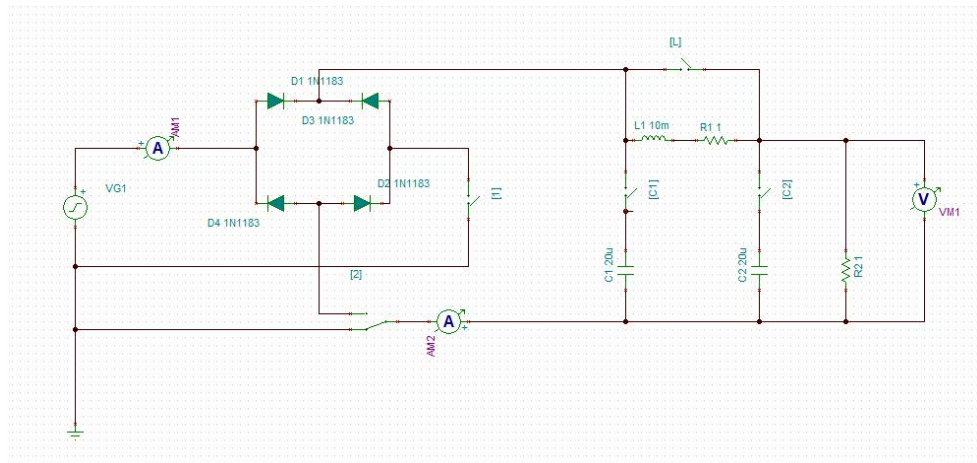 [L]
D1 1N1183
D3 1N1183
AM1
+
A
L1 10m
R1 1
VG1
+
D2 1N1183
D4 1N1183
[1]
[C1]
[C2]
+
V
VM1
[2]
C1 20u
C2 20u
R2 1
A
+
AM2